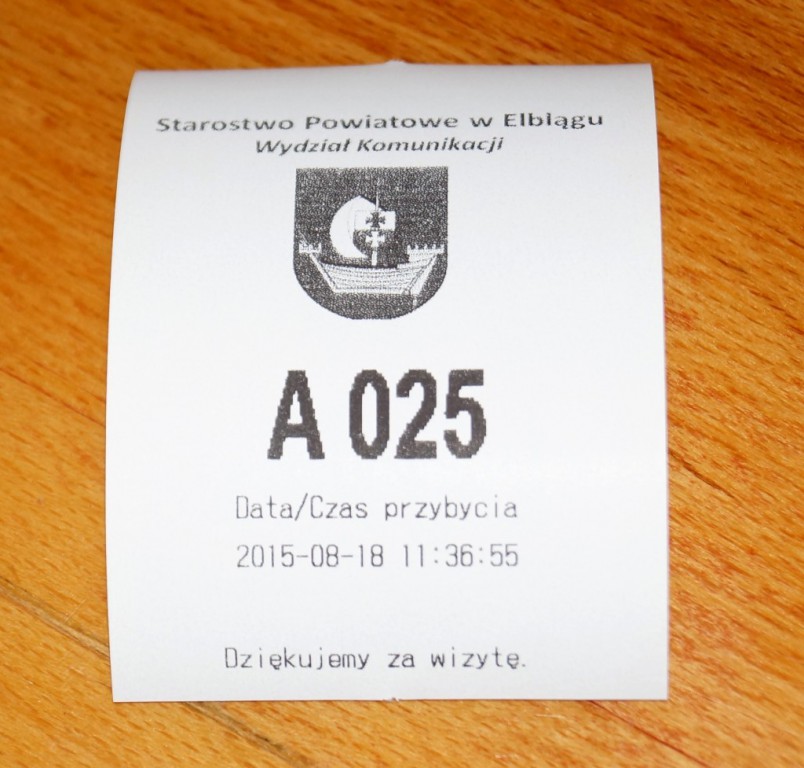 Starostwo Powiatowe w Elblągu
Wydział Komunikacji
A 025
Data/Czas przybycia
2015-08-18 11:36:55
Dziękujemy za wizytę.